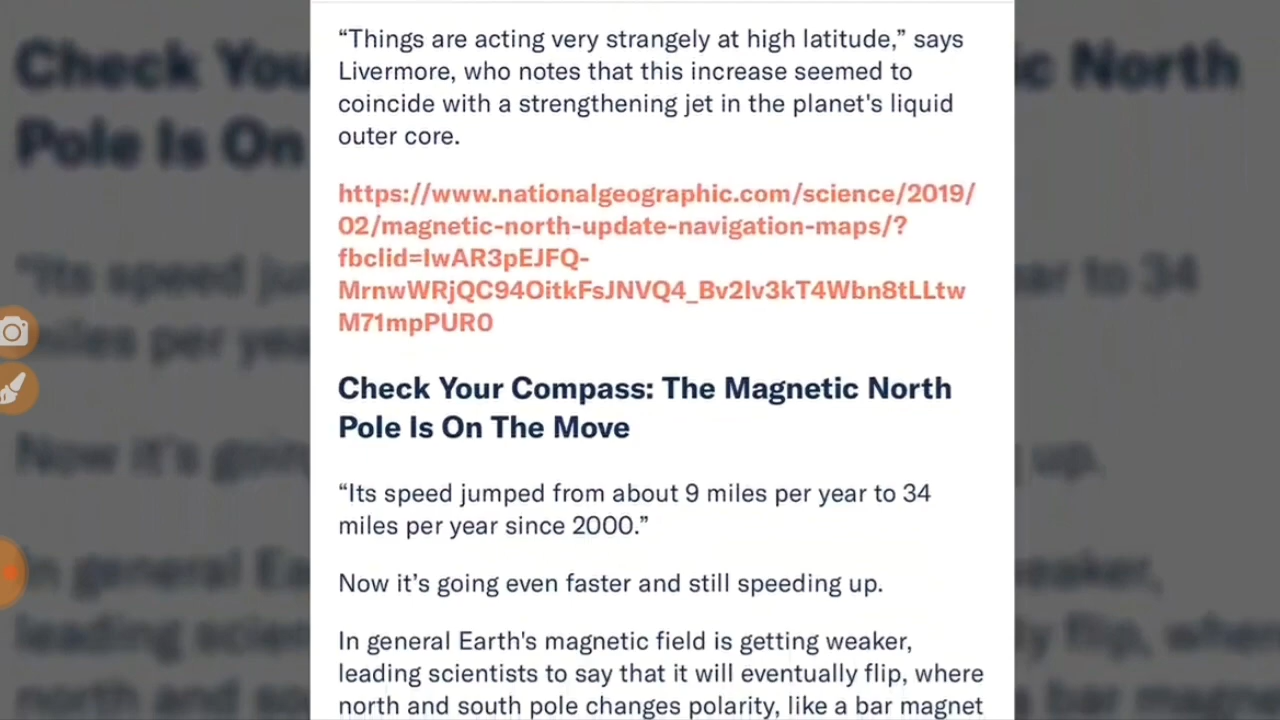 “Things are acting very strangely at high latitude,” says
Livermore, who notes that this increase seemed to
coincide with a strengthening jet in the planet's liquid
outer core.
https://www.nationalgeographic.com/science/2019/
02/magnetic-north-update-navigation-maps/?
fbclid=IwAR3pEJFQ-
MrnwWRjQC94OitkFsJNVQ4_Bv2lv3kT4Wbn8tLLtw
M71mpPUR0
Check Your Compass: The Magnetic North
Pole Is On The Move
“Its speed jumped from about 9 miles per year to 34
miles per year since 2000.”
Now it’s going even faster and still speeding up.
In general Earth's magnetic field is getting weaker,
leading scientists to say that it will eventually flip, where
north and south pole changes polarity, like a bar magnet